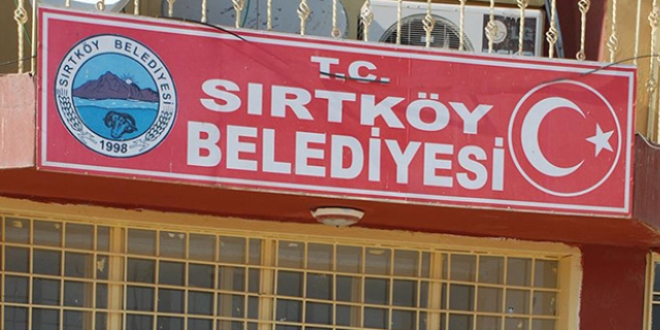 SIRTKÖY BELEDİYESİ
1998
T.C.
SIRTKÖY
BELEDİYESİ